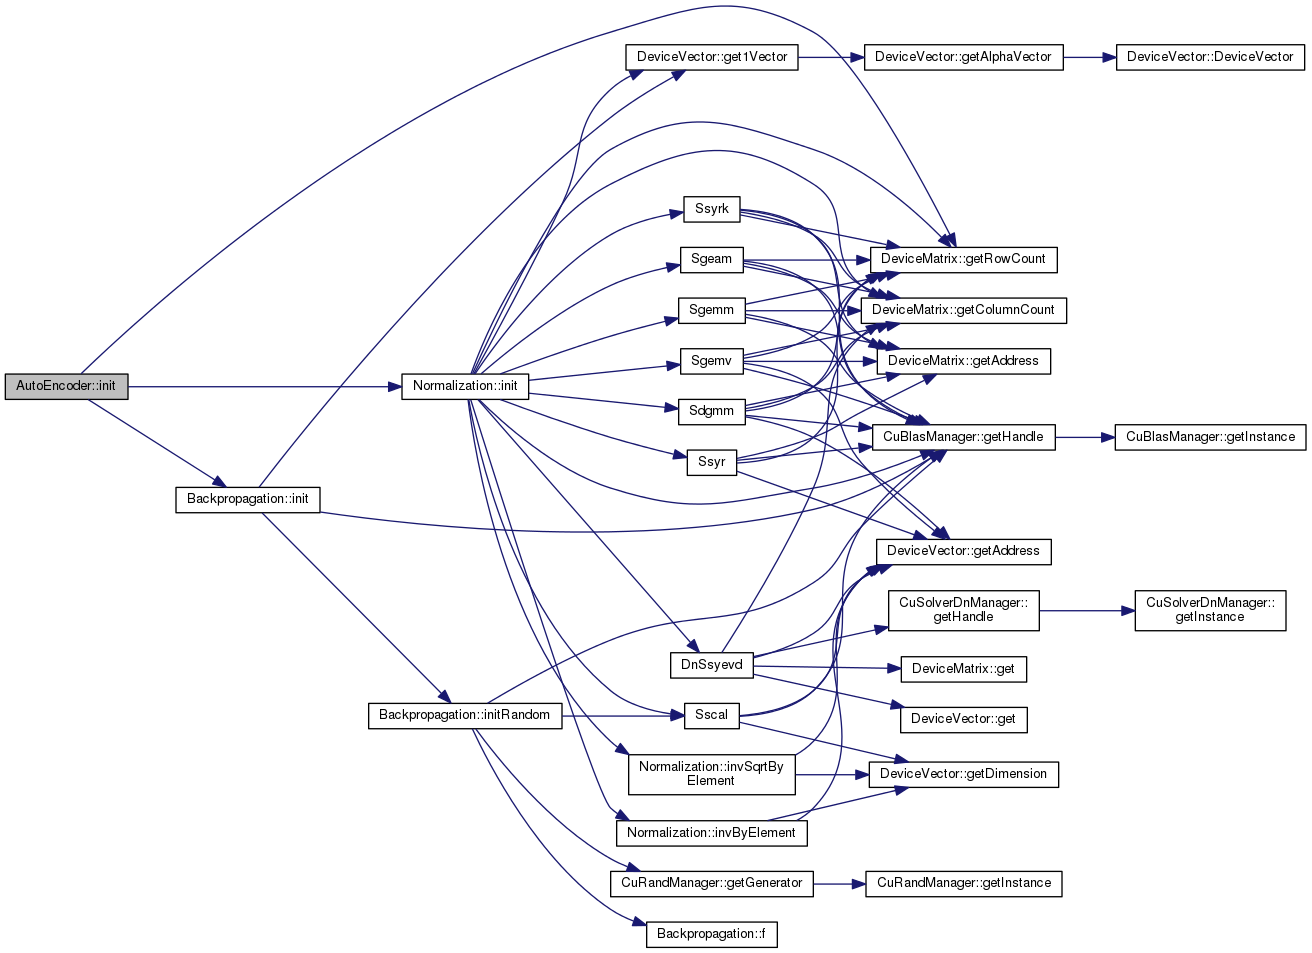 AutoEncoder::init
Backpropagation::init
Normalization::init
Backpropagation::initRandom
DeviceVector::get1Vector
Ssyrk
Sgeam
Sgemm
Sgemv
Sdgmm
Ssyr
DnSsyevd
Sscal
Normalization::invSqrtBy
Element
Normalization::invByElement
CuRandManager::getGenerator
Backpropagation::f
DeviceVector::getAlphaVector
DeviceMatrix::getRowCount
DeviceMatrix::getColumnCount
DeviceMatrix::getAddress
CuBlasManager::getHandle
DeviceVector::getAddress
CuSolverDnManager::
getHandle
DeviceMatrix::get
DeviceVector::get
DeviceVector::getDimension
CuRandManager::getInstance
DeviceVector::DeviceVector
CuBlasManager::getInstance
CuSolverDnManager::
getInstance